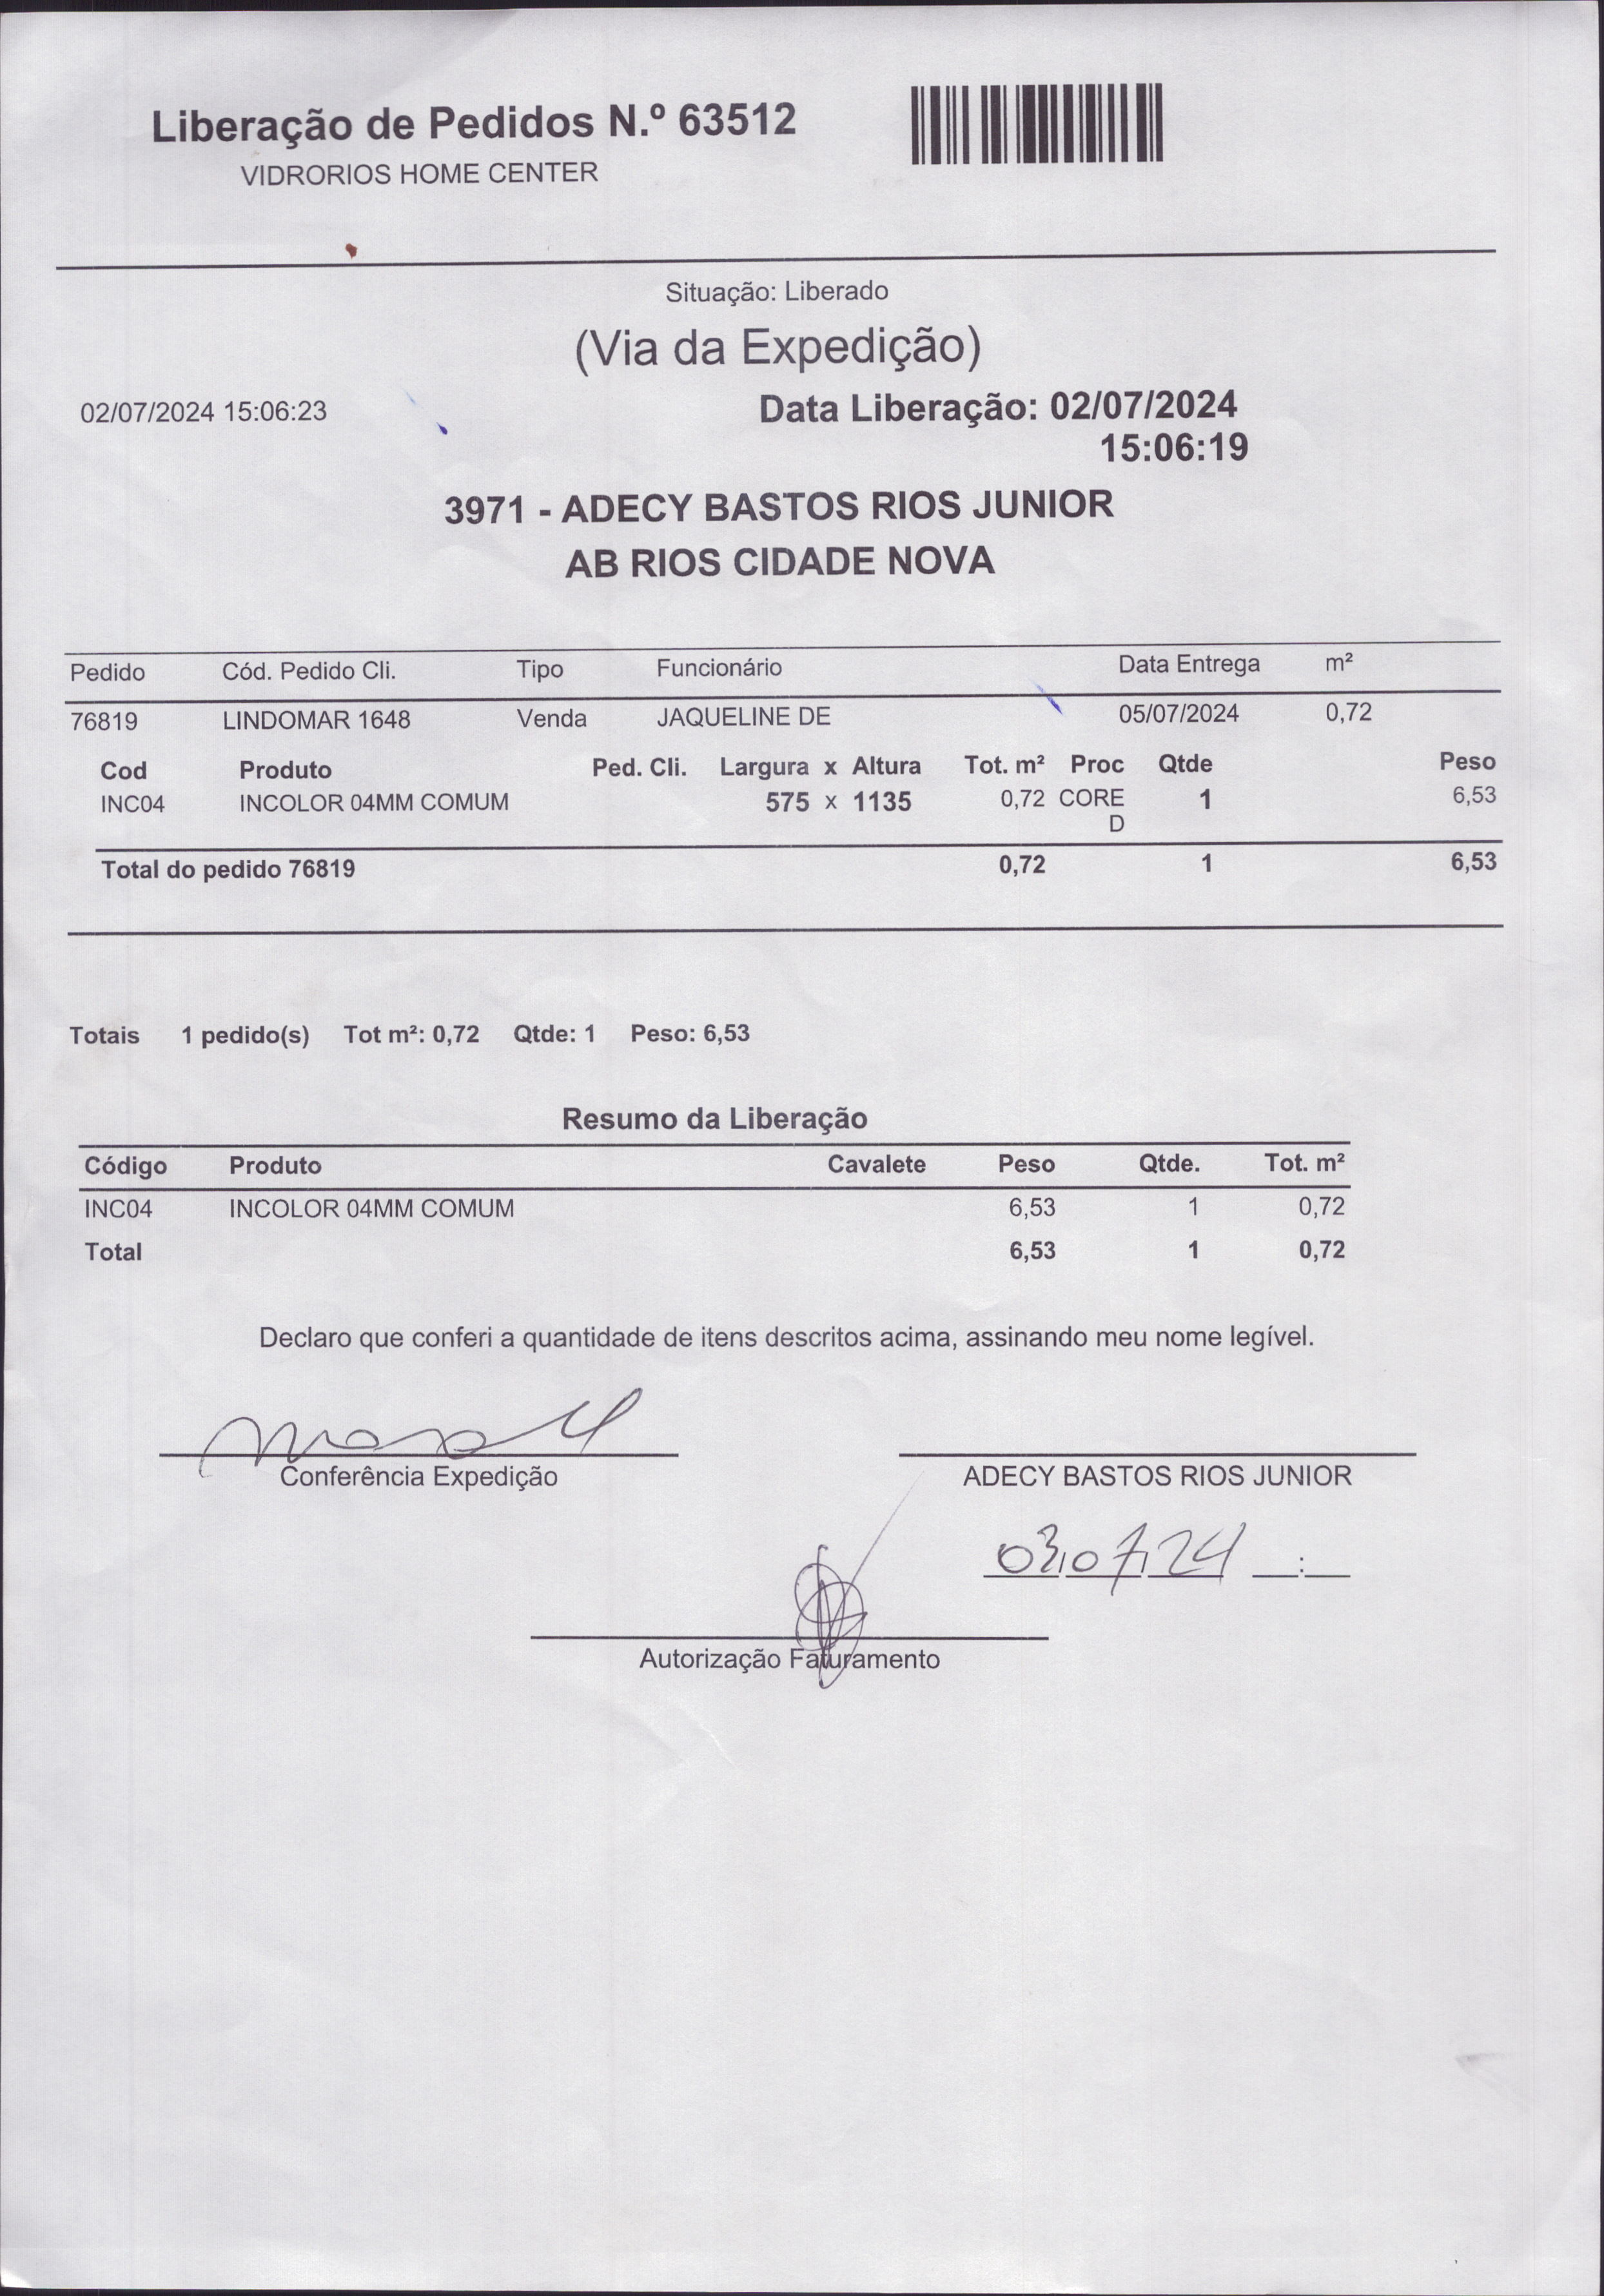 Liberação de Pedidos N.º 63512
VIDRORIOS HOME CENTER
Situação: Liberado
(Via da Expedição)
02/07/2024 15:06:23
Data Liberação: 02/07/2024
15:06:19
3971 - ADECY BASTOS RIOS JUNIOR
AB RIOS CIDADE NOVA
Pedido Cód. Pedido Cli. Tipo Funcionário Data Entrega m²
76819 LINDOMAR 1648 Venda JAQUELINE DE 05/07/2024 0,72
Cod Produto Ped. Cli. Largura x Altura Tot. m² Proc Qtde Peso
INC04 INCOLOR 04MM COMUM 575 x 1135 0,72 CORE 1 6,53
D
Total do pedido 76819 0,72 1 6,53
Totais 1 pedido(s) Tot m²: 0,72 Qtde: 1 Peso: 6,53
Resumo da Liberação
Código Produto Cavalete Peso Qtde. Tot. m²
INC04 INCOLOR 04MM COMUM 6,53 1 0,72
Total 6,53 1 0,72
Declaro que conferi a quantidade de itens descritos acima, assinando meu nome legível.
Conferência Expedição ADECY BASTOS RIOS JUNIOR
03/07/24 __:__
Autorização Faturamento